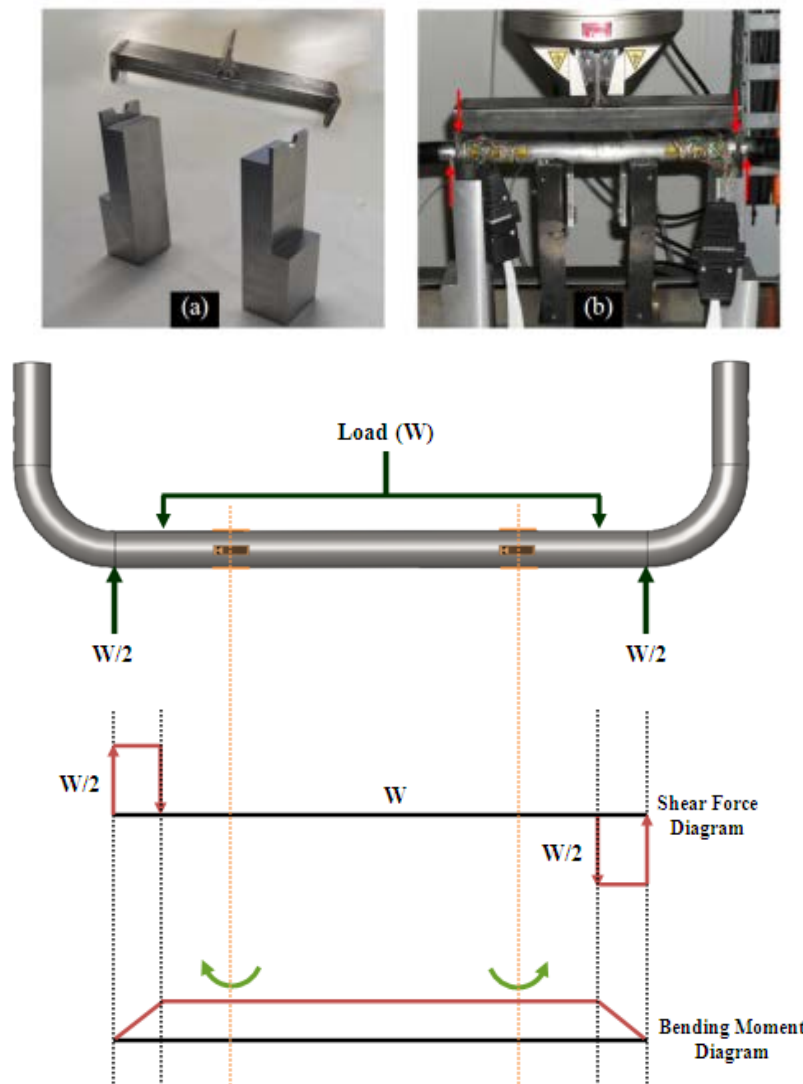 (a)
(b)
Load (W)
W/2
W/2
W/2
W
Shear Force
Diagram
W/2
Bending Moment
Diagram